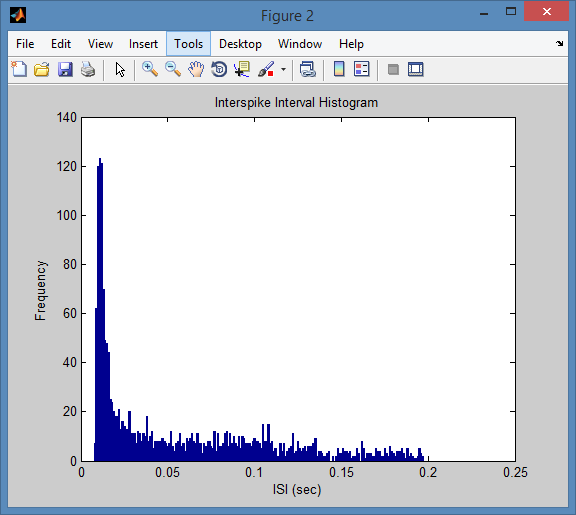 Figure 2
File Edit View Insert Tools Desktop Window Help
Interspike Interval Histogram
140
120
100
80
60
40
20
0
Frequency
0 0.05 0.1 0.15 0.2 0.25
ISI (sec)